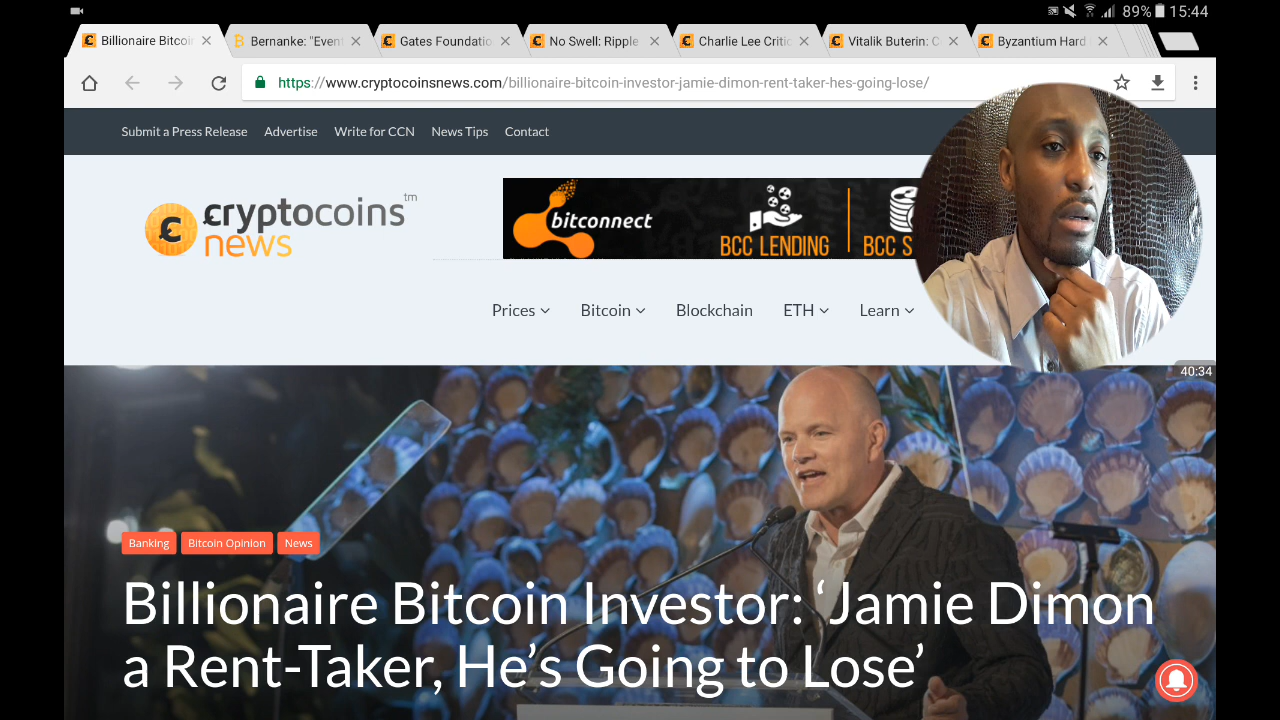 89% 15:44
Billionaire Bitcoin
Bernanke: "Event
Gates Foundatio
No Swell: Ripple
Charlie Lee Critic
Vitalik Buterin: C
Byzantium Hard
https://www.cryptocoinsnews.com/billionaire-bitcoin-investor-jamie-dimon-rent-taker-hes-going-lose/
Submit a Press Release Advertise Write for CCN News Tips Contact
cryptocoins™
news
bitconnect
BCC LENDING
BCC S
Prices Bitcoin Blockchain ETH Learn
40:34
Banking Bitcoin Opinion News
Billionaire Bitcoin Investor: ‘Jamie Dimon
a Rent-Taker, He’s Going to Lose’